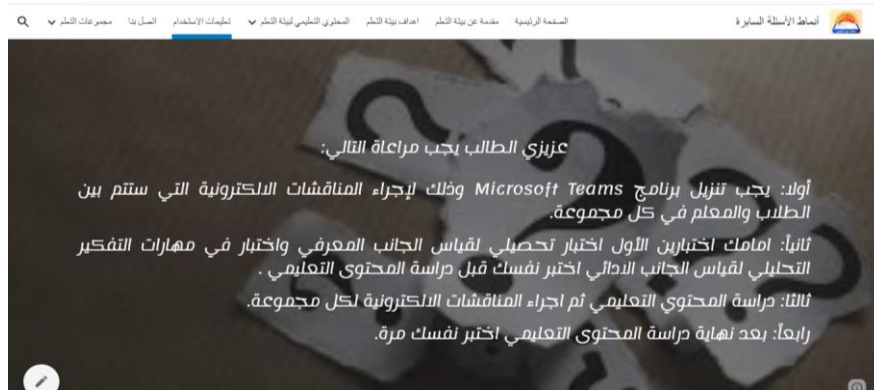 أنماط الأسئلة السابرة
الصفحة الرئيسية مقدمة عن بيئة التعلم اهداف بيئة التعلم المحتوي التعليمي لبيئة التعلم تعليمات الاستخدام اتصل بنا مجموعات التعلم
عزيزي الطالب يجب مراعاة التالي:
أولا: يجب تنزيل برنامج Microsoft Teams وذلك لإجراء المناقشات الالكترونية التي ستتم بين
الطلاب والمعلم في كل مجموعة.
ثانياً: امامك اختبارين الأول اختبار تحصيلي لقياس الجانب المعرفي واختبار في مهارات التفكير
التحليلي لقياس الجانب الادائي اختبر نفسك قبل دراسة المحتوى التعليمي .
ثالثا: دراسة المحتوي التعليمي ثم اجراء المناقشات الالكترونية لكل مجموعة.
رابعاً: بعد نهاية دراسة المحتوى التعليمي اختبر نفسك مرة.